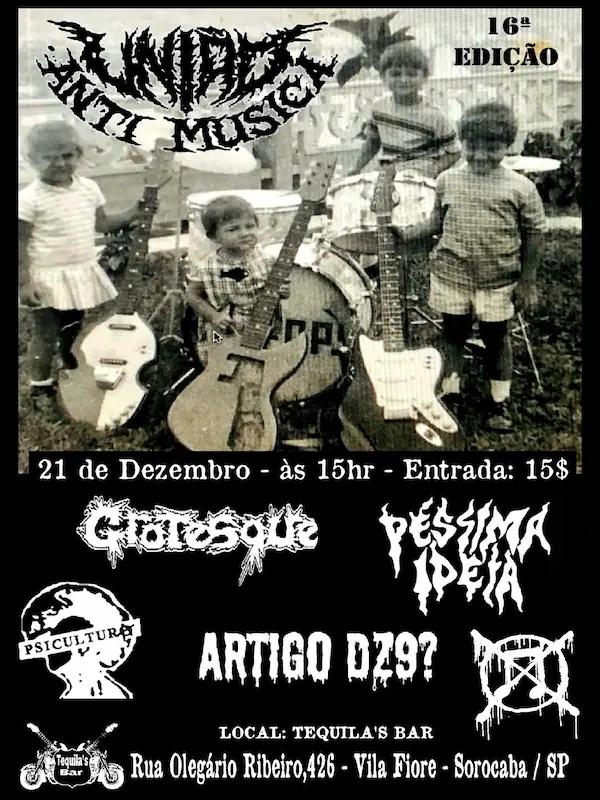 UNIÃO
ANTI MUSICA
16ª
EDIÇÃO
21 de Dezembro - às 15hr - Entrada: 15$
Grotesque
PÉSSIMA
IDEIA
PSICULTURA
ARTIGO DZ9?
LOCAL: TEQUILA'S BAR
Tequila's
Bar
Rua Olegário Ribeiro,426 - Vila Fiore - Sorocaba / SP